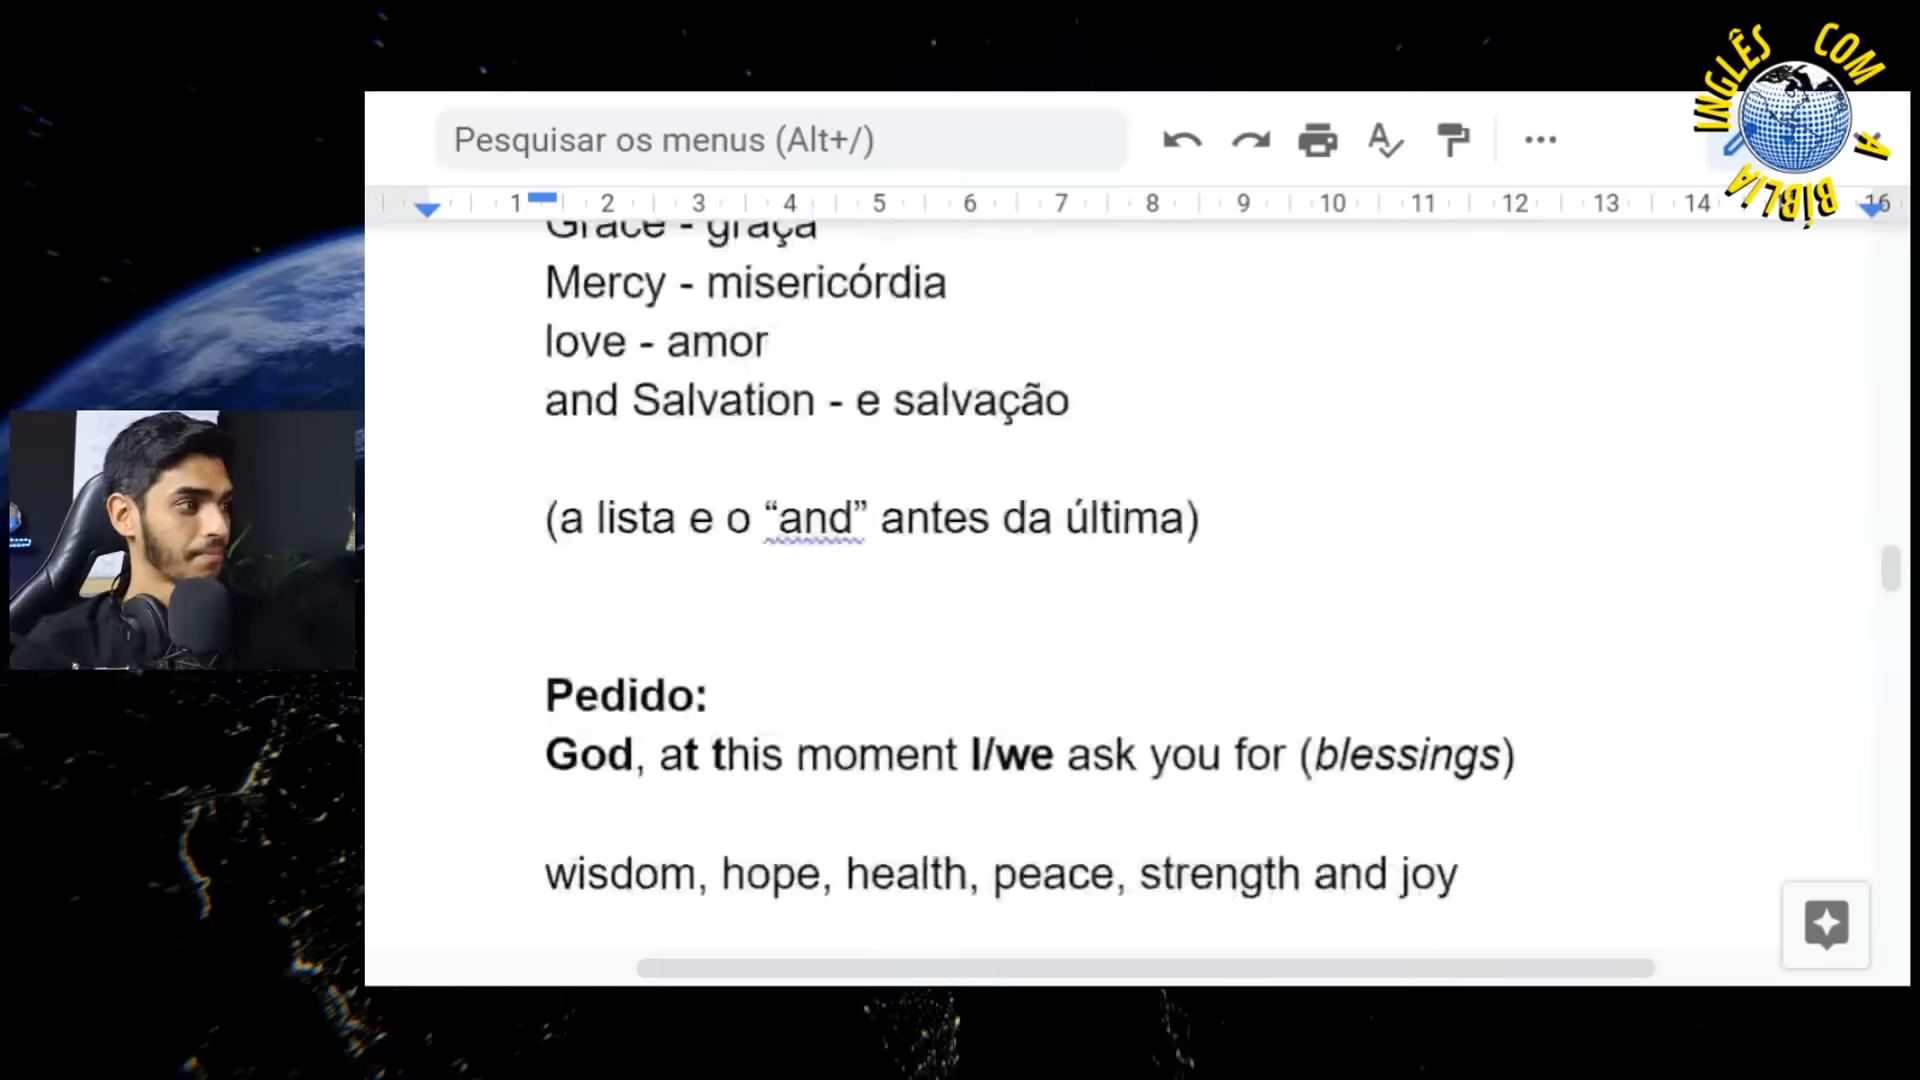 INGLÊS COM A BÍBLIA
Pesquisar os menus (Alt+/)
1 2 3 4 5 6 7 8 9 10 11 12 13 14 16
Grace - graça
Mercy - misericórdia
love - amor
and Salvation - e salvação
(a lista e o “and” antes da última)
Pedido:
God, at this moment I/we ask you for (blessings)
wisdom, hope, health, peace, strength and joy